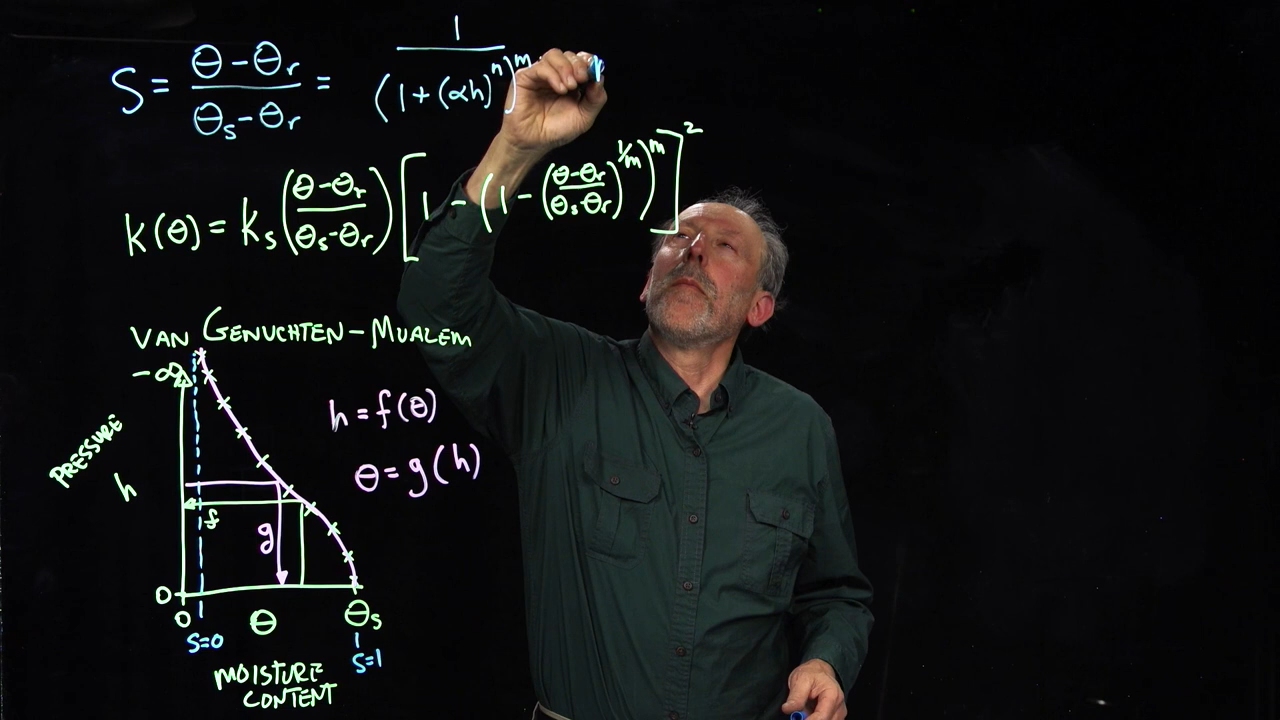 S = (θ-θr)/(θs-θr) = 1/(1+(αh)^n)^m
k(θ) = ks((θ-θr)/(θs-θr))[1-(1-((θ-θr)/(θs-θr))^1/m)^m]^2
VAN GENUCHTEN-MUALEM
-∞
h = f(θ)
PRESSURE
θ = g(h)
h
f
g
0
0 θ θs
S=0
S=1
MOISTURE
CONTENT